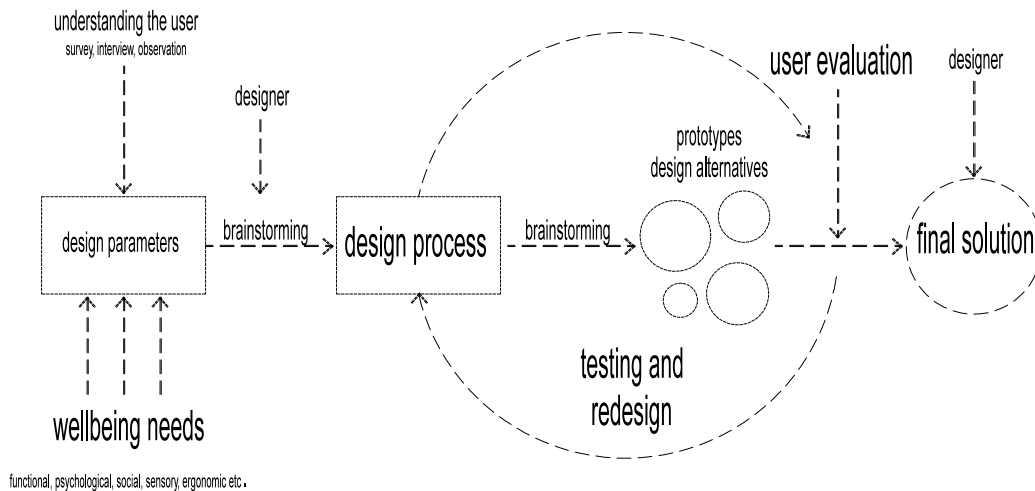 understanding the user
survey, interview, observation
designer
user evaluation
designer
prototypes
design alternatives
design parameters
brainstorming
design process
brainstorming
final solution
testing and
redesign
wellbeing needs
functional, psychological, social, sensory, ergonomic etc.